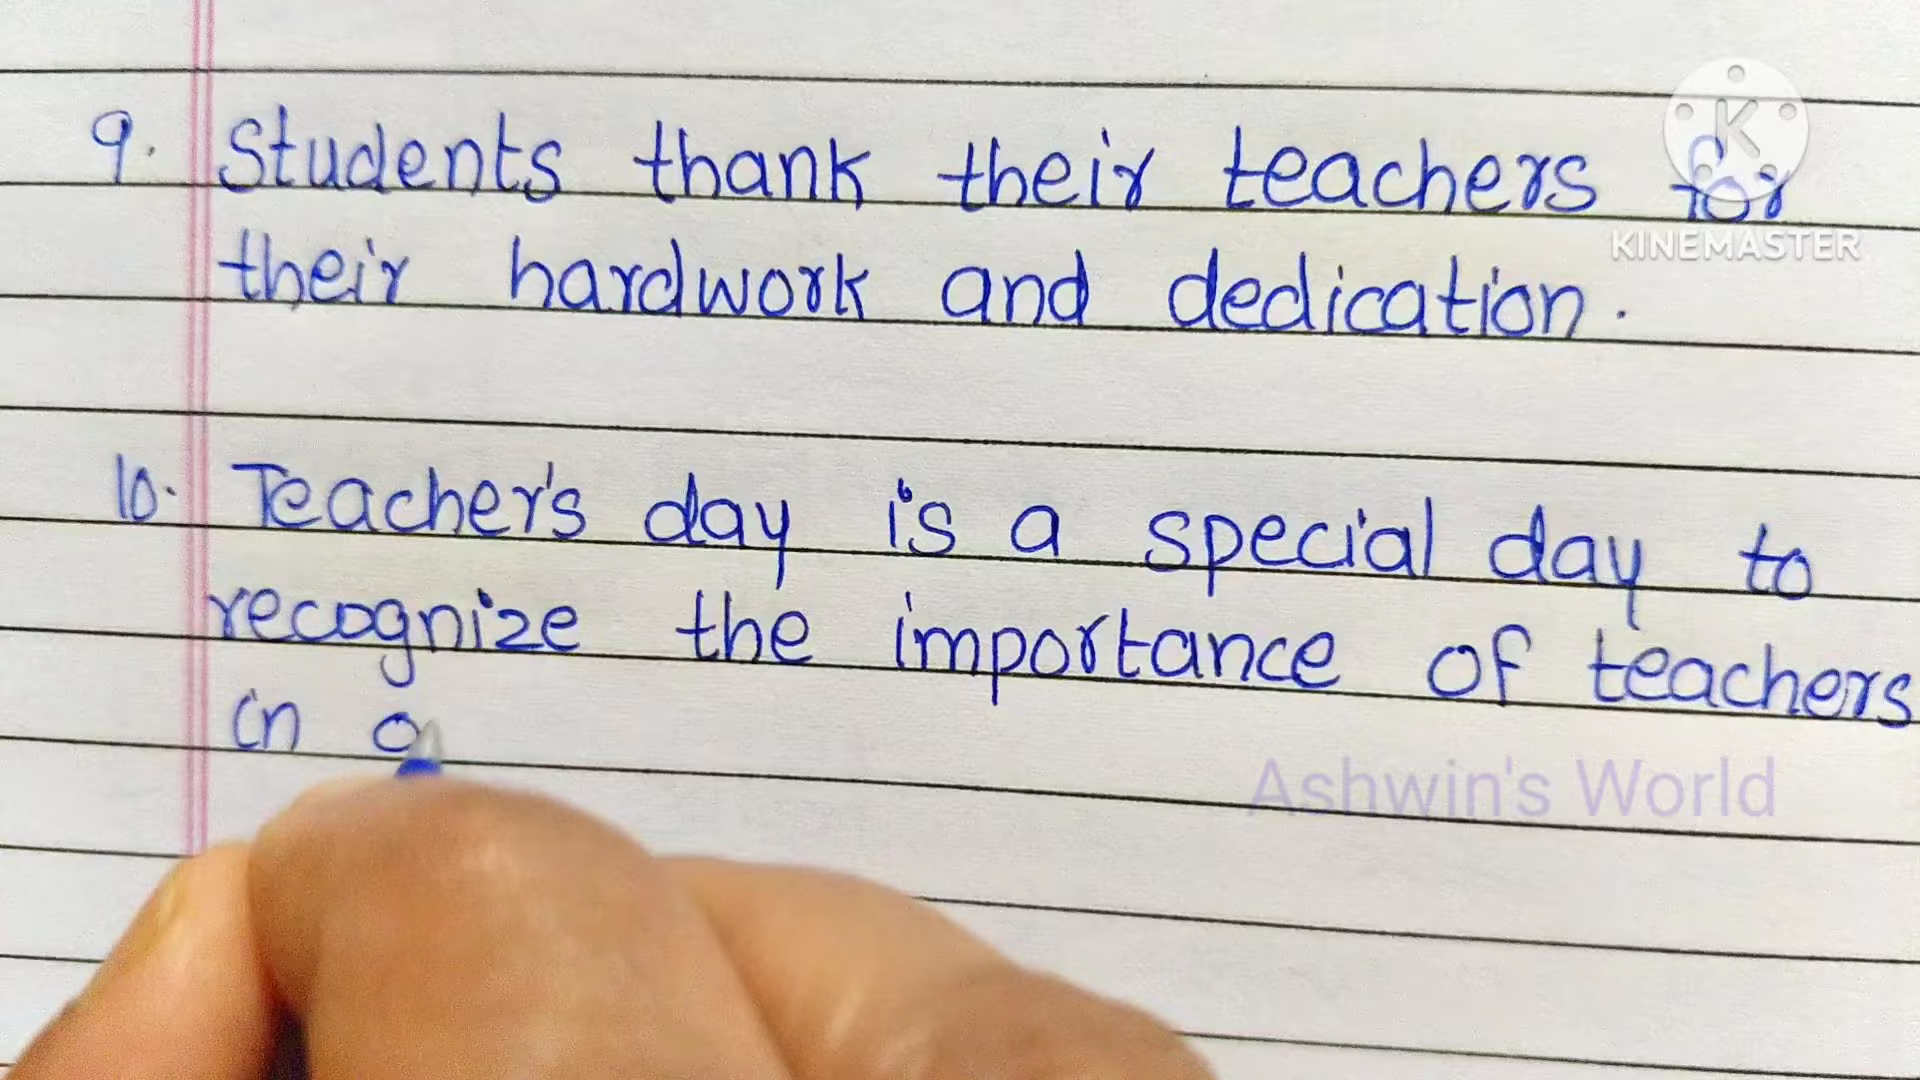 9. Students thank their teachers for
their hardwork and dedication.
10. Teacher's day is a special day to
recognize the importance of teachers
in
KINEMASTER
Ashwin's World